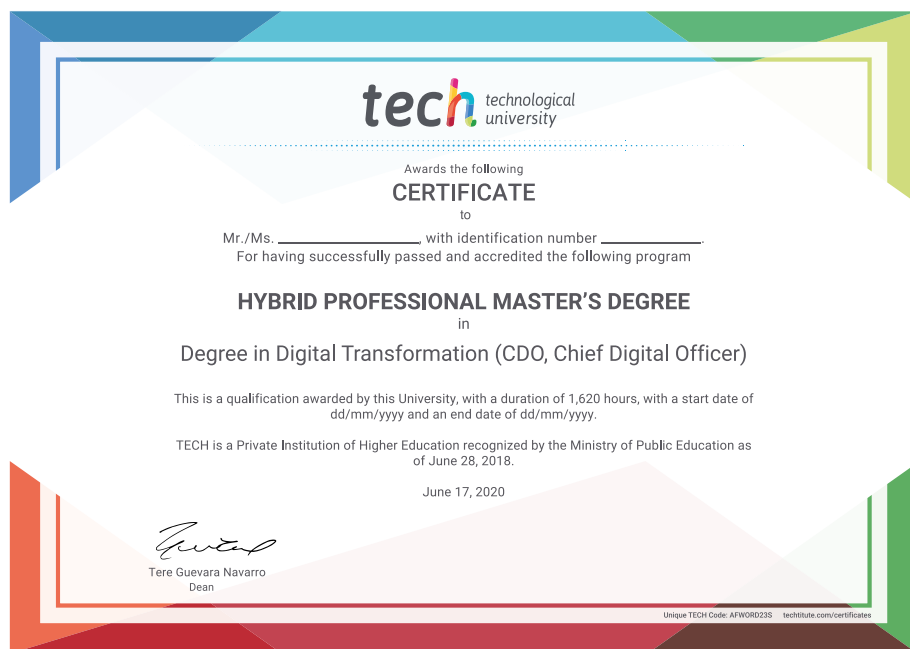 tech technological
university
Awards the following
CERTIFICATE
to
Mr./Ms. ____________________, with identification number ______________.
For having successfully passed and accredited the following program
HYBRID PROFESSIONAL MASTER'S DEGREE
in
Degree in Digital Transformation (CDO, Chief Digital Officer)
This is a qualification awarded by this University, with a duration of 1,620 hours, with a start date of
dd/mm/yyyy and an end date of dd/mm/yyyy.
TECH is a Private Institution of Higher Education recognized by the Ministry of Public Education as
of June 28, 2018.
June 17, 2020
Tere Guevara Navarro
Dean
Unique TECH Code: AFWORD23S techtitute.com/certificates